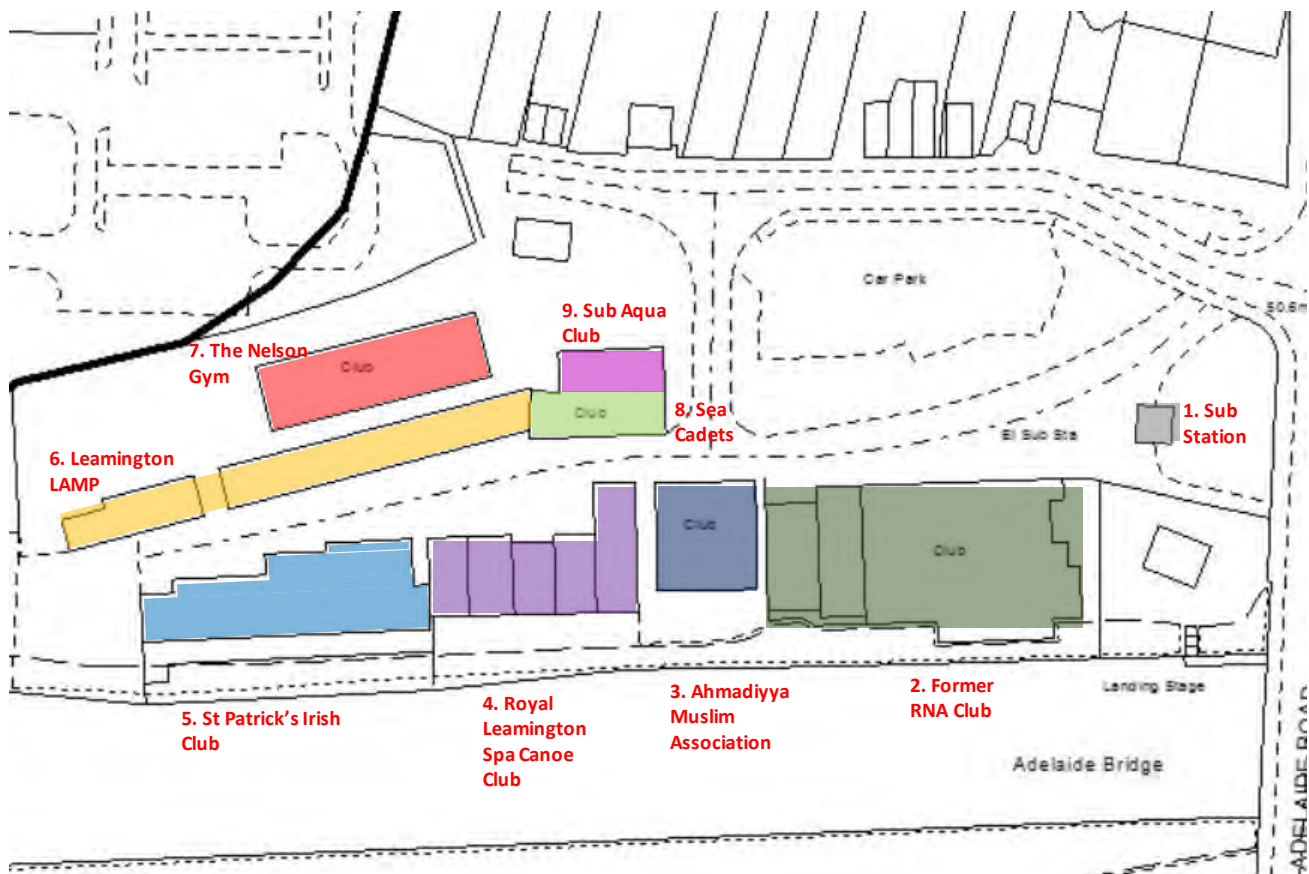 Car Park
50.6m
9. Sub Aqua
Club
7. The Nelson
Gym
Club
Club
8. Sea
Cadets
1. Sub
Station
El Sub Sta
6. Leamington
LAMP
Club
Club
2. Former
RNA Club
Landing Stage
3. Ahmadiyya
Muslim
Association
4. Royal
Leamington
Spa Canoe
Club
5. St Patrick’s Irish
Club
Adelaide Bridge
ADELAIDE ROAD